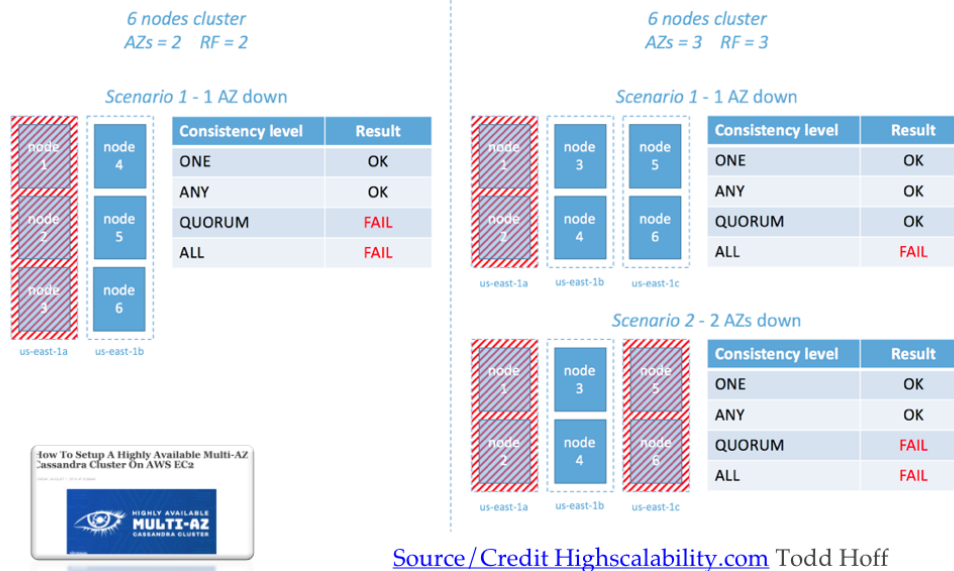 6 nodes cluster
AZs = 2 RF = 2
Scenario 1 - 1 AZ down
node 1
node 2
node 3
node 4
node 5
node 6
us-east-1a us-east-1b
Consistency level Result
ONE OK
ANY OK
QUORUM FAIL
ALL FAIL
6 nodes cluster
AZs = 3 RF = 3
Scenario 1 - 1 AZ down
node 1
node 2
node 3
node 4
node 5
node 6
us-east-1a us-east-1b us-east-1c
Consistency level Result
ONE OK
ANY OK
QUORUM OK
ALL FAIL
Scenario 2 - 2 AZs down
node 1
node 2
node 3
node 4
node 5
node 6
us-east-1a us-east-1b us-east-1c
Consistency level Result
ONE OK
ANY OK
QUORUM FAIL
ALL FAIL
How To Setup A Highly Available Multi-AZ
Cassandra Cluster On AWS EC2
HIGHLY AVAILABLE
MULTI-AZ
CASSANDRA CLUSTER
Source/Credit Highscalability.com Todd Hoff